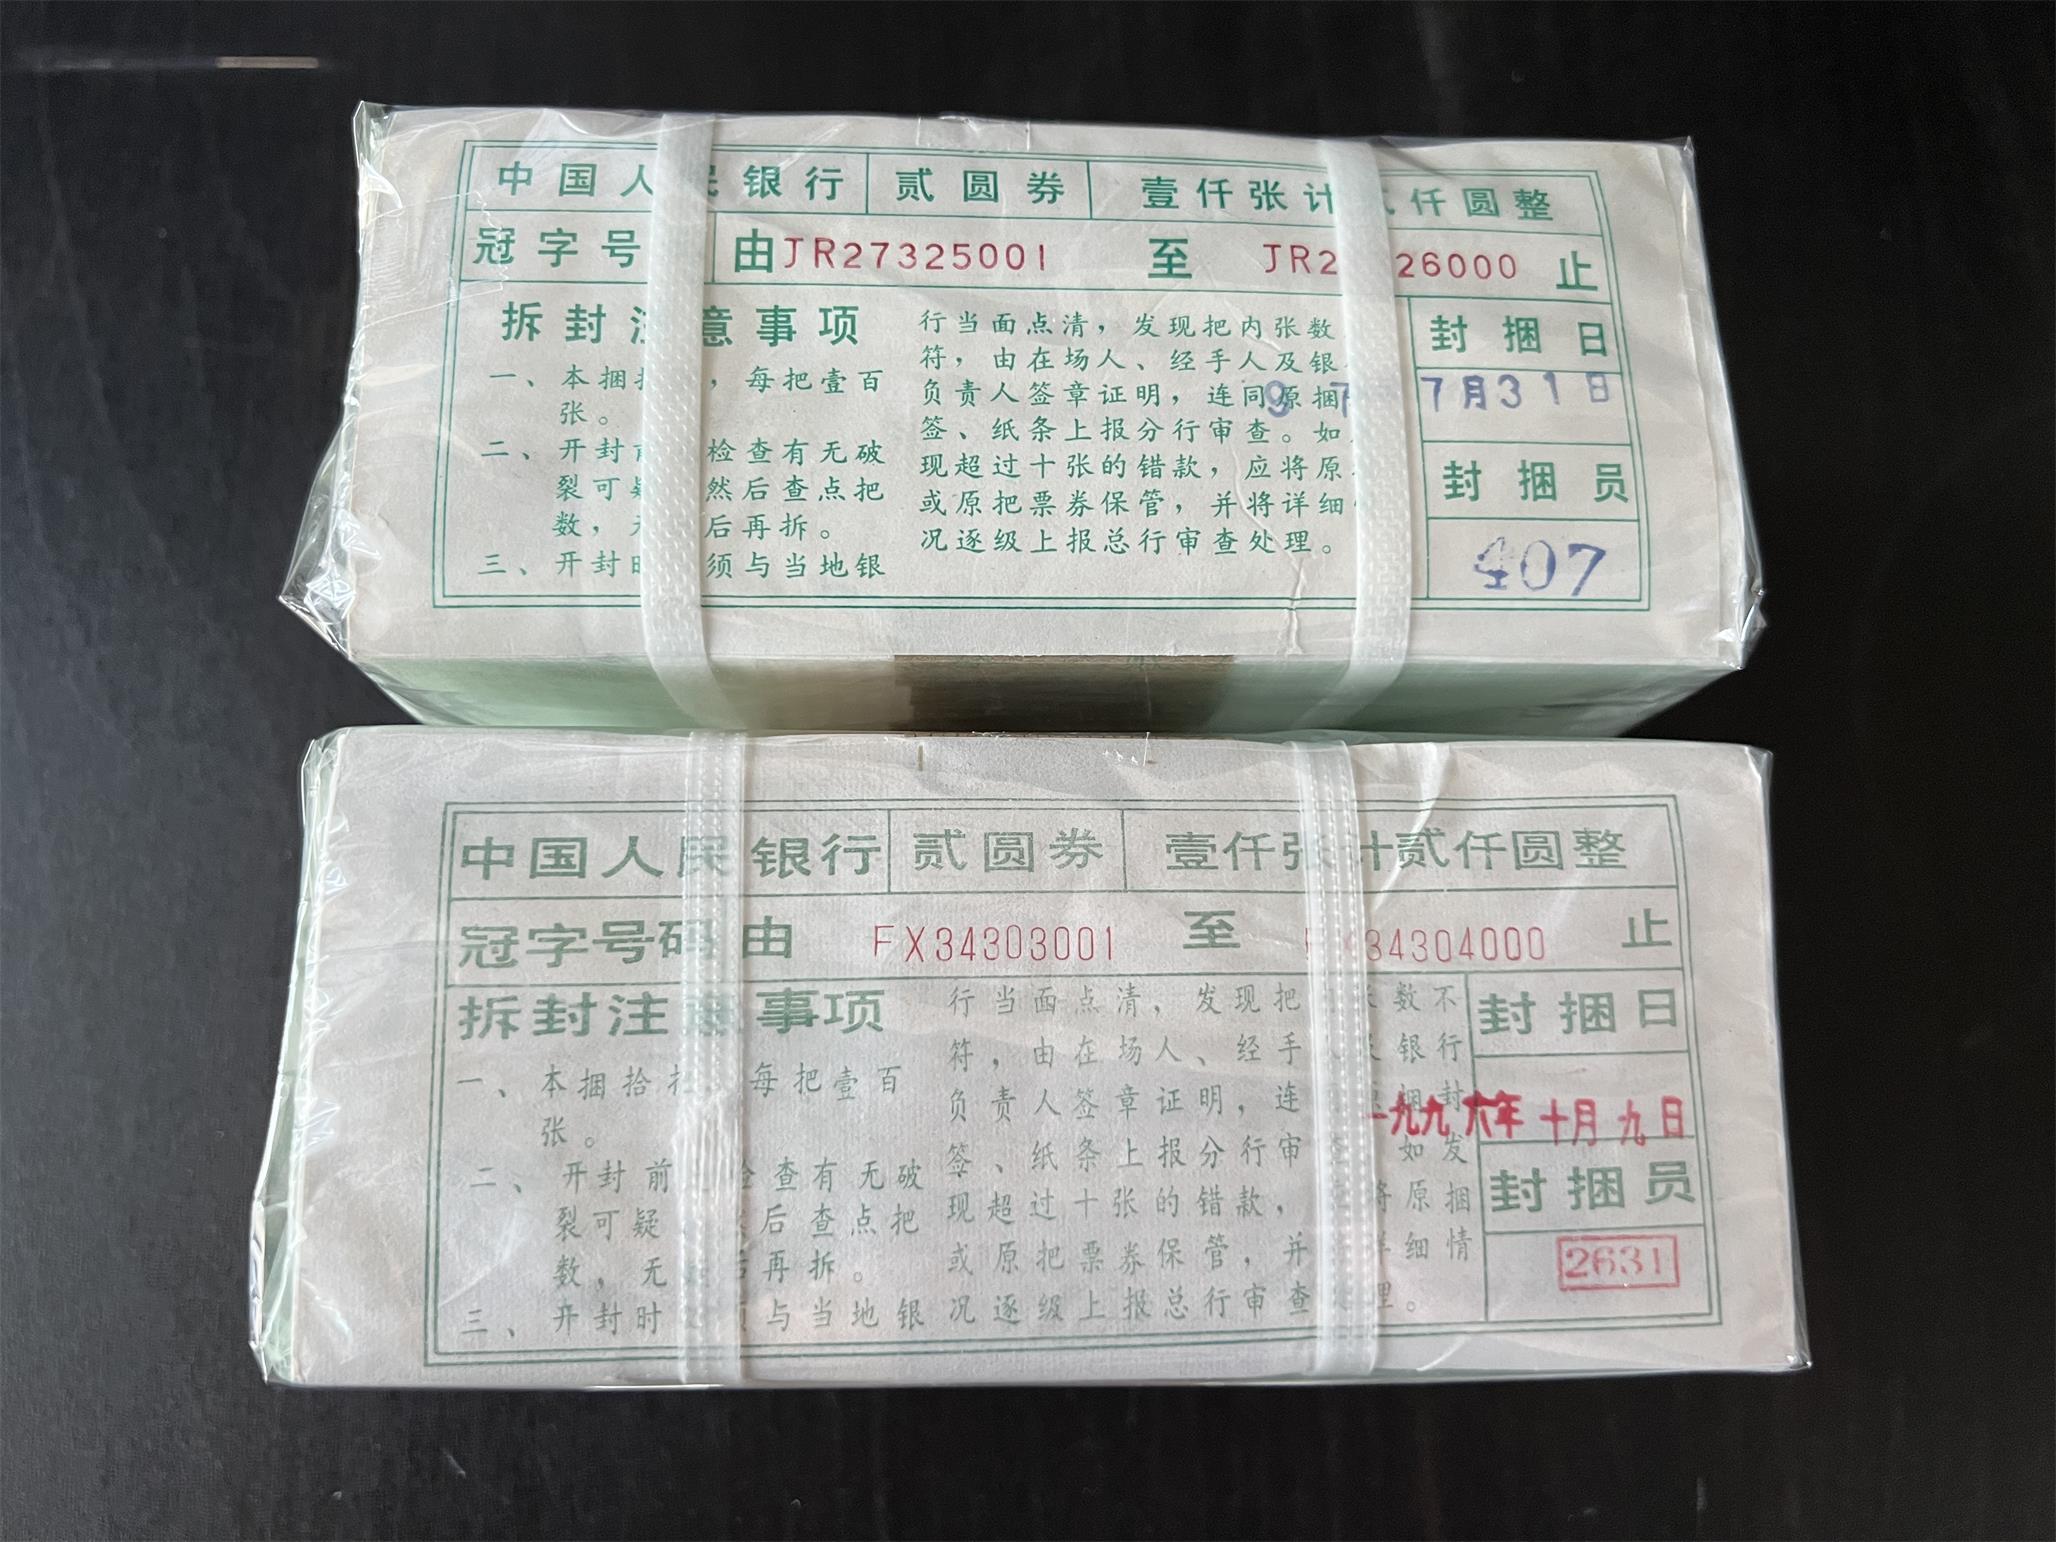 中国人民银行 贰圆券 壹仟张计贰仟圆整
冠字号 由JR27325001 至 JR2 26000 止
拆封注意事项
一、本捆拾 ,每把壹百
张。
二、开封前 检查有无破
裂可疑 然后查点把
数,无 后再拆。
三、开封时 须与当地银
行当面点清,发现把内张数
符,由在场人、经手人及银
负责人签章证明,连同原捆
签、纸条上报分行审查。如
现超过十张的错款,应将原
或原把票券保管,并将详细
况逐级上报总行审查处理。
封捆日
9 7 7月31日
封捆员
407
中国人民银行 贰圆券 壹仟张计贰仟圆整
冠字号码由 FX34303001 至 34304000 止
拆封注意事项
一、本捆拾把 每把壹百
张。
二、开封前 检查有无破
裂可疑 然后查点把
数,无 后再拆。
三、开封时 须与当地银
行当面点清,发现把 张数不
符,由在场人、经手 及银行
负责人签章证明,连 原捆封
签、纸条上报分行审查 如发
现超过十张的错款, 将原捆
或原把票券保管,并 详细情
况逐级上报总行审查处理。
封捆日
一九九六年十月九日
封捆员
2631